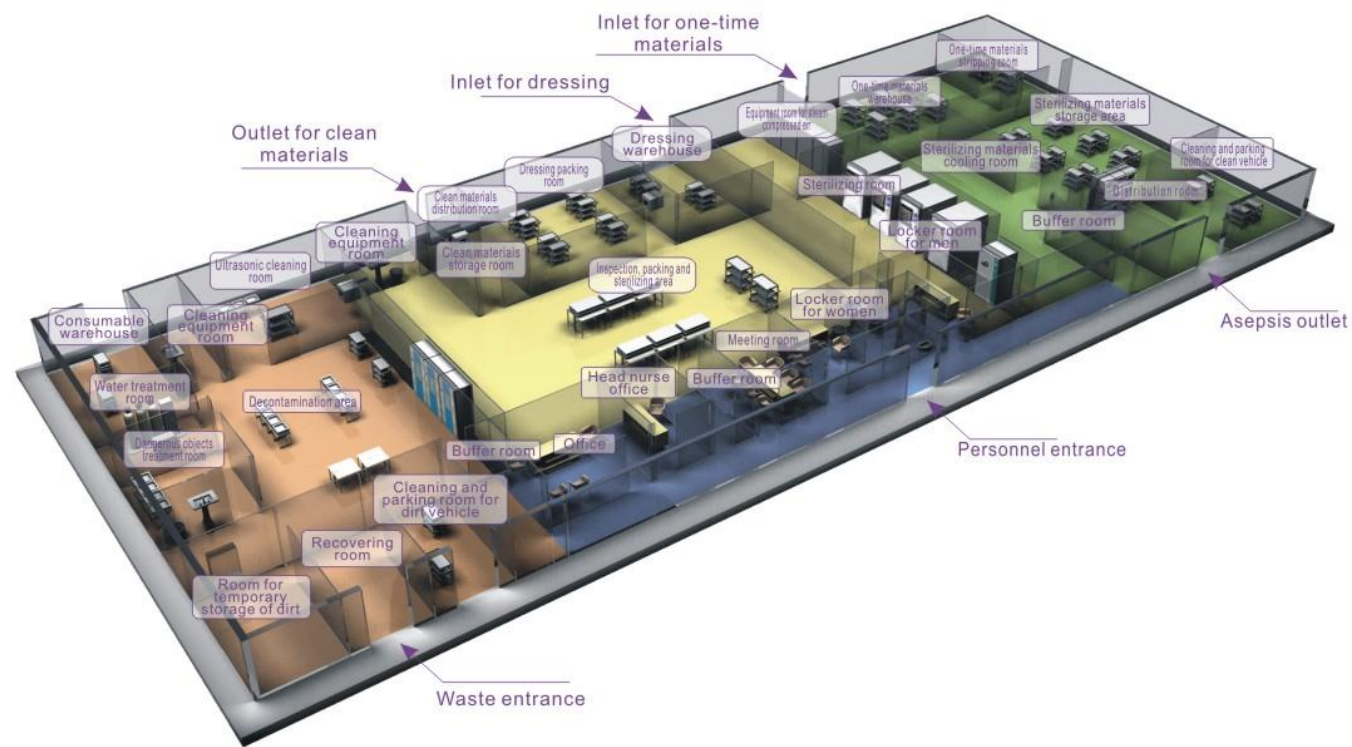 Inlet for one-time
materials
Inlet for dressing
Outlet for clean
materials
One-time materials
stripping room
One-time materials
warehouse
Sterilizing materials
storage area
Equipment room for steam
compressed air
Cleaning and parking
room for clean vehicle
Sterilizing materials
cooling room
Distribution room
Dressing
warehouse
Dressing packing
room
Sterilizing room
Buffer room
Clean materials
distribution room
Locker room
for men
Cleaning
equipment room
Clean materials
storage room
Ultrasonic cleaning
room
Inspection, packing and
sterilizing area
Locker room
for women
Asepsis outlet
Consumable
warehouse
Cleaning
equipment room
Meeting room
Head nurse
office
Buffer room
Water treatment
room
Decontamination area
Dangerous objects
treatment room
Buffer room
Office
Personnel entrance
Cleaning and
parking room for
dirt vehicle
Recovering
room
Room for
temporary
storage of dirt
Waste entrance